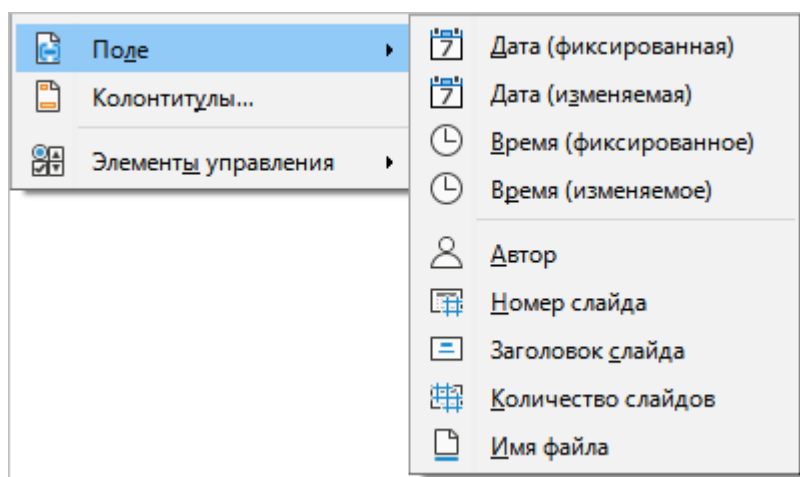 Поле
Колонтитулы...
Элементы управления
Дата (фиксированная)
Дата (изменяемая)
Время (фиксированное)
Время (изменяемое)
Автор
Номер слайда
Заголовок слайда
Количество слайдов
Имя файла